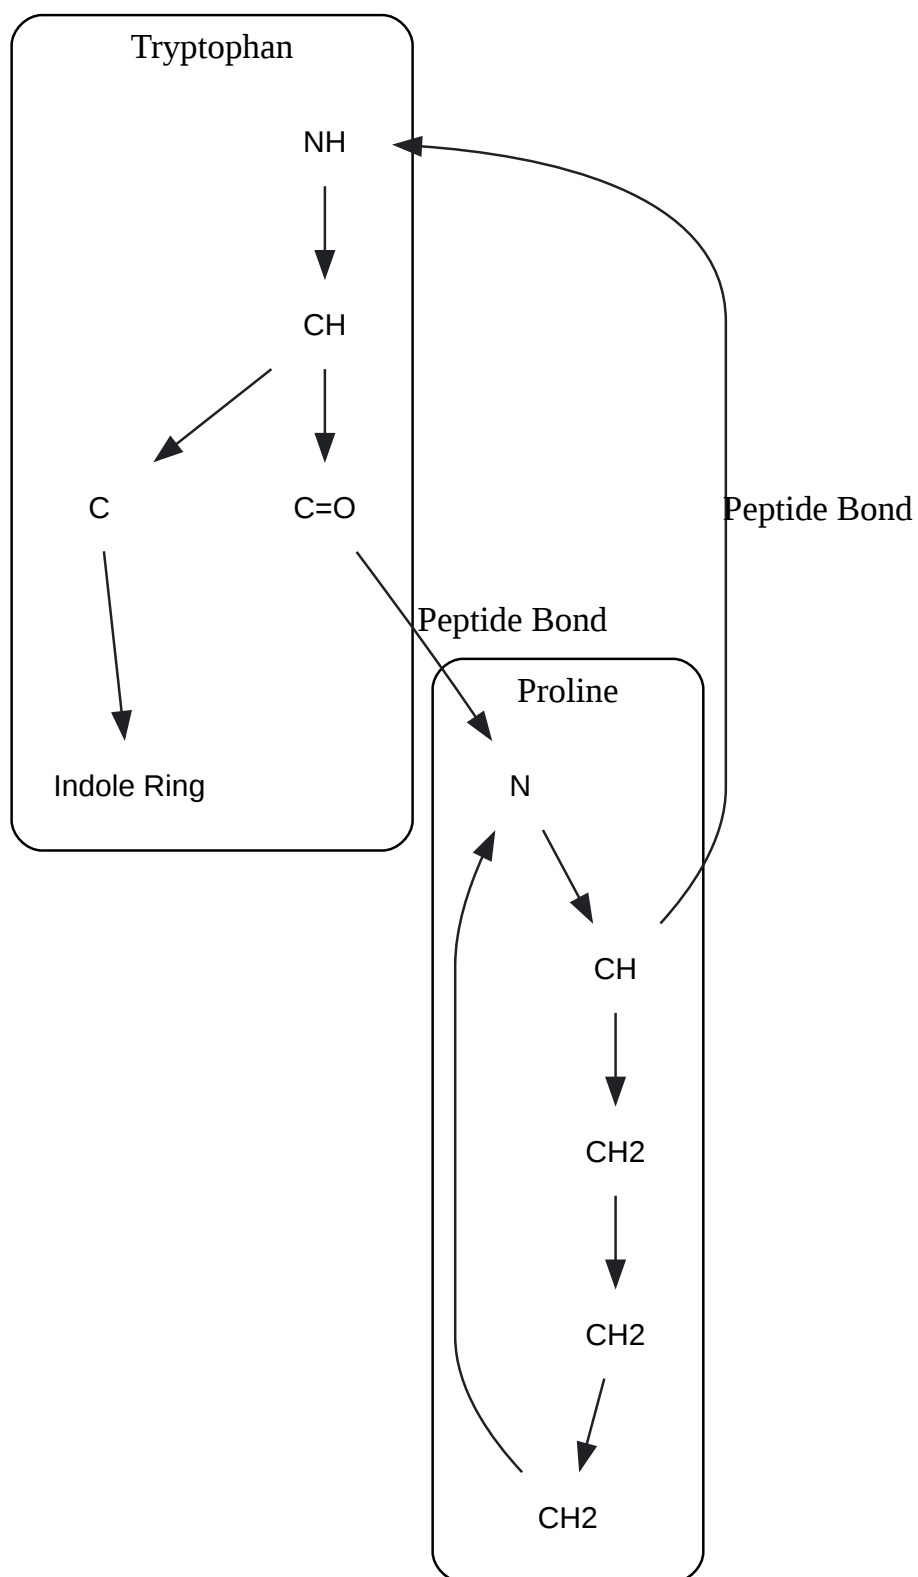 Tryptophan
NH
CH
C
C=O
Peptide Bond
Peptide Bond
Proline
Indole Ring
N
CH
CH2
CH2
CH2